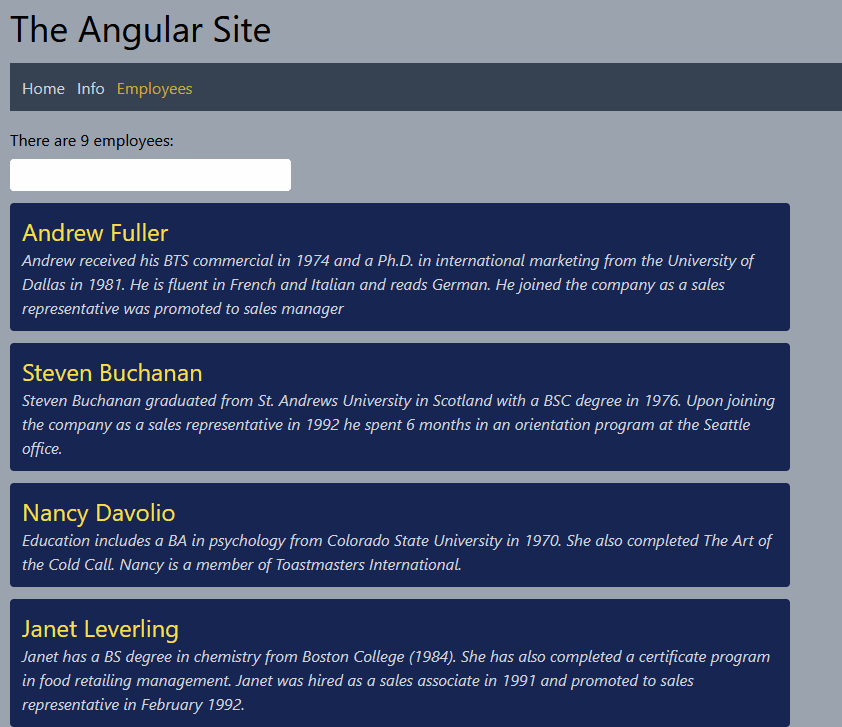 The Angular Site
Home Info Employees
There are 9 employees:
Andrew Fuller
Andrew received his BTS commercial in 1974 and a Ph.D. in international marketing from the University of
Dallas in 1981. He is fluent in French and Italian and reads German. He joined the company as a sales
representative was promoted to sales manager
Steven Buchanan
Steven Buchanan graduated from St. Andrews University in Scotland with a BSC degree in 1976. Upon joining
the company as a sales representative in 1992 he spent 6 months in an orientation program at the Seattle
office.
Nancy Davolio
Education includes a BA in psychology from Colorado State University in 1970. She also completed The Art of
the Cold Call. Nancy is a member of Toastmasters International.
Janet Leverling
Janet has a BS degree in chemistry from Boston College (1984). She has also completed a certificate program
in food retailing management. Janet was hired as a sales associate in 1991 and promoted to sales
representative in February 1992.